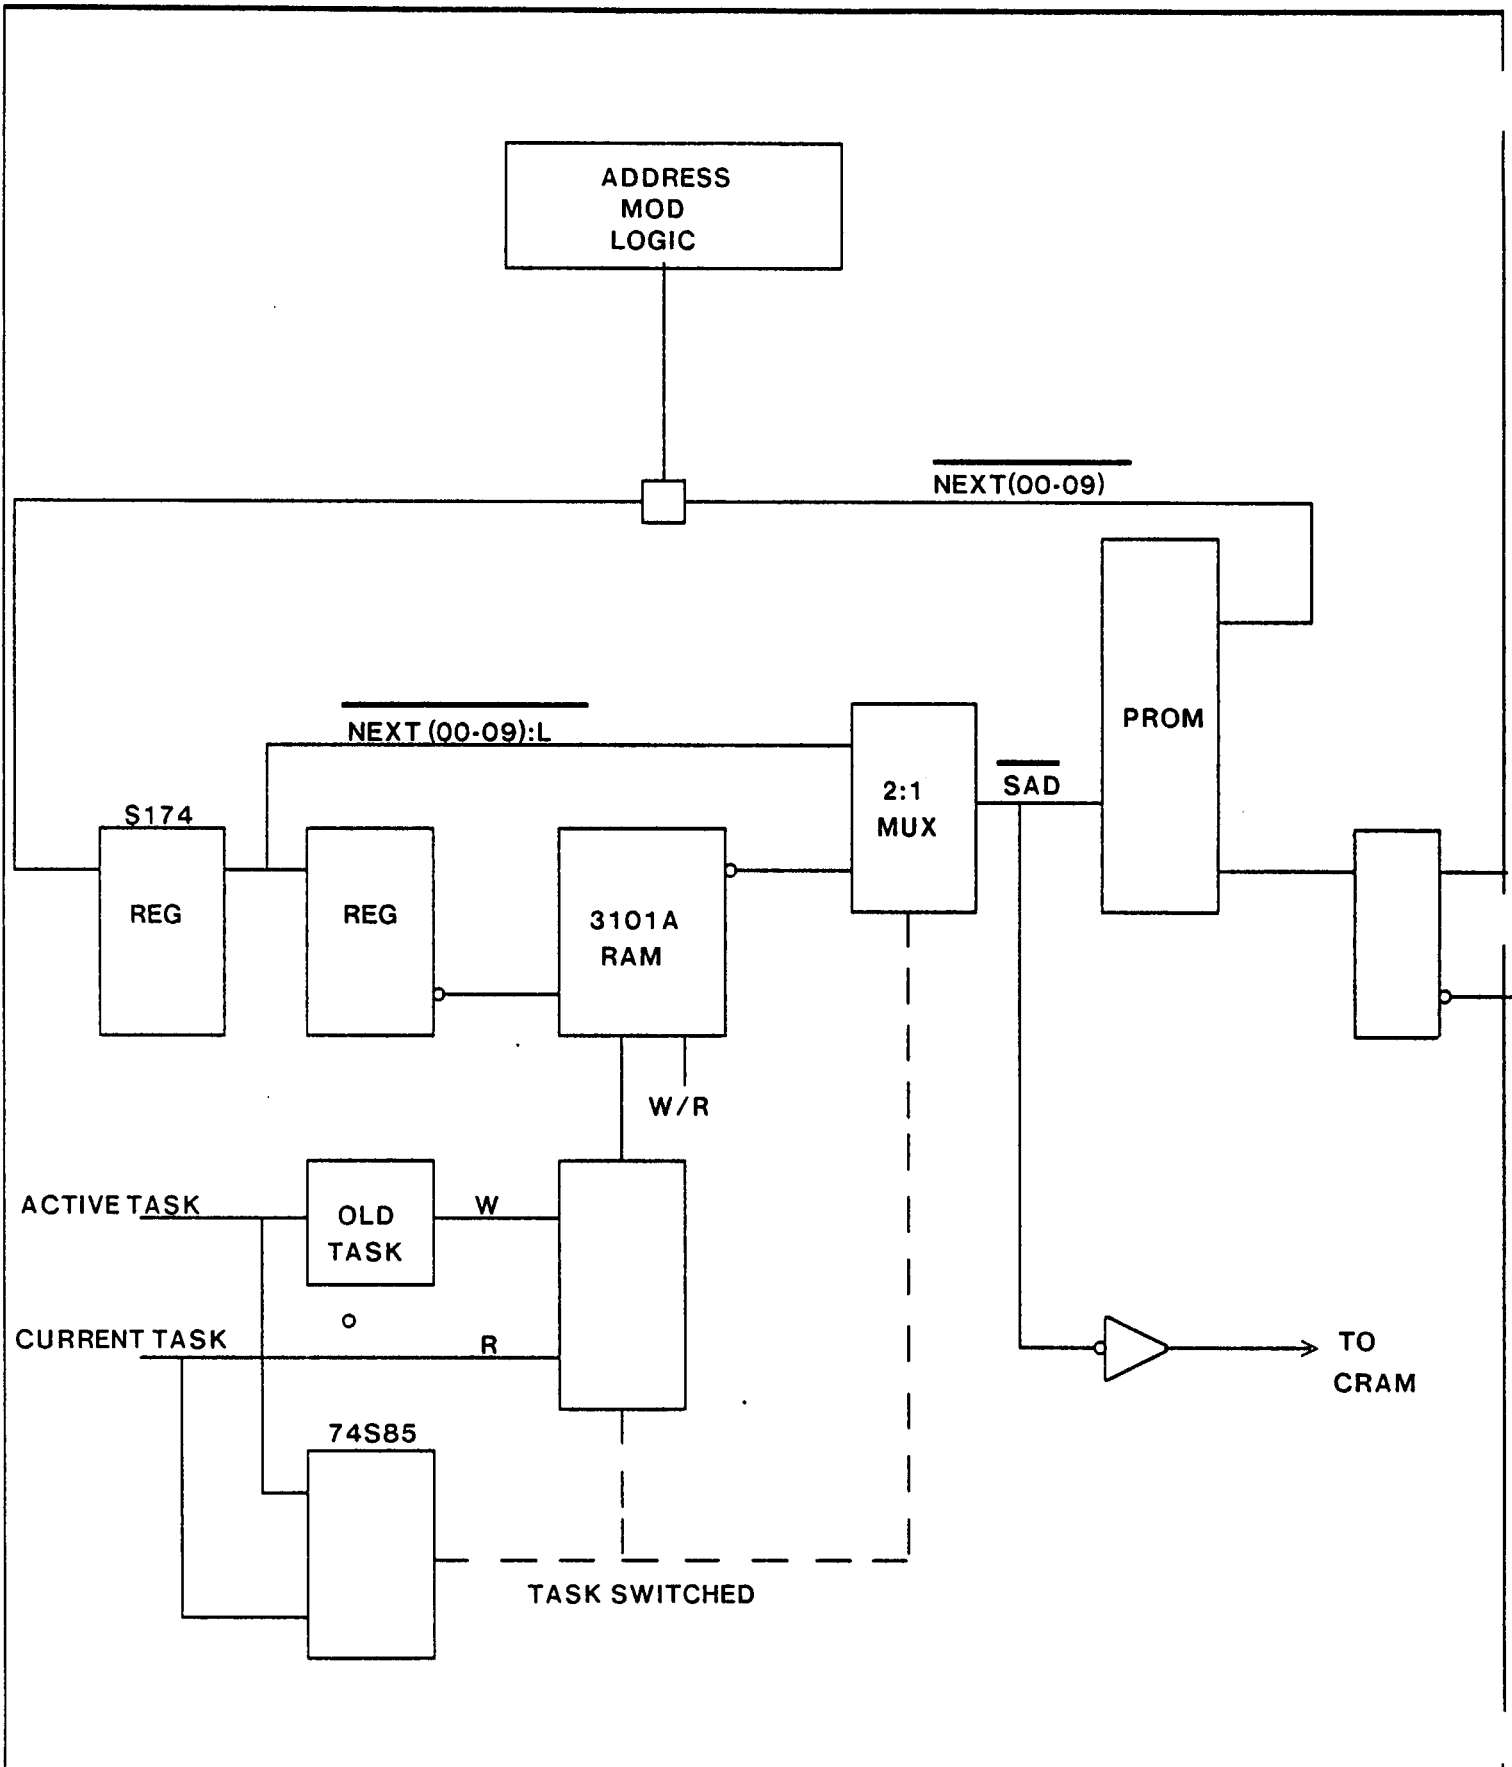 ADDRESS
MOD
LOGIC
NEXT(00-09)
NEXT (00-09):L
PROM
2:1
MUX
SAD
S174
REG
REG
3101A
RAM
W/R
ACTIVE TASK
OLD
TASK
W
CURRENT TASK
R
TO
CRAM
74S85
TASK SWITCHED